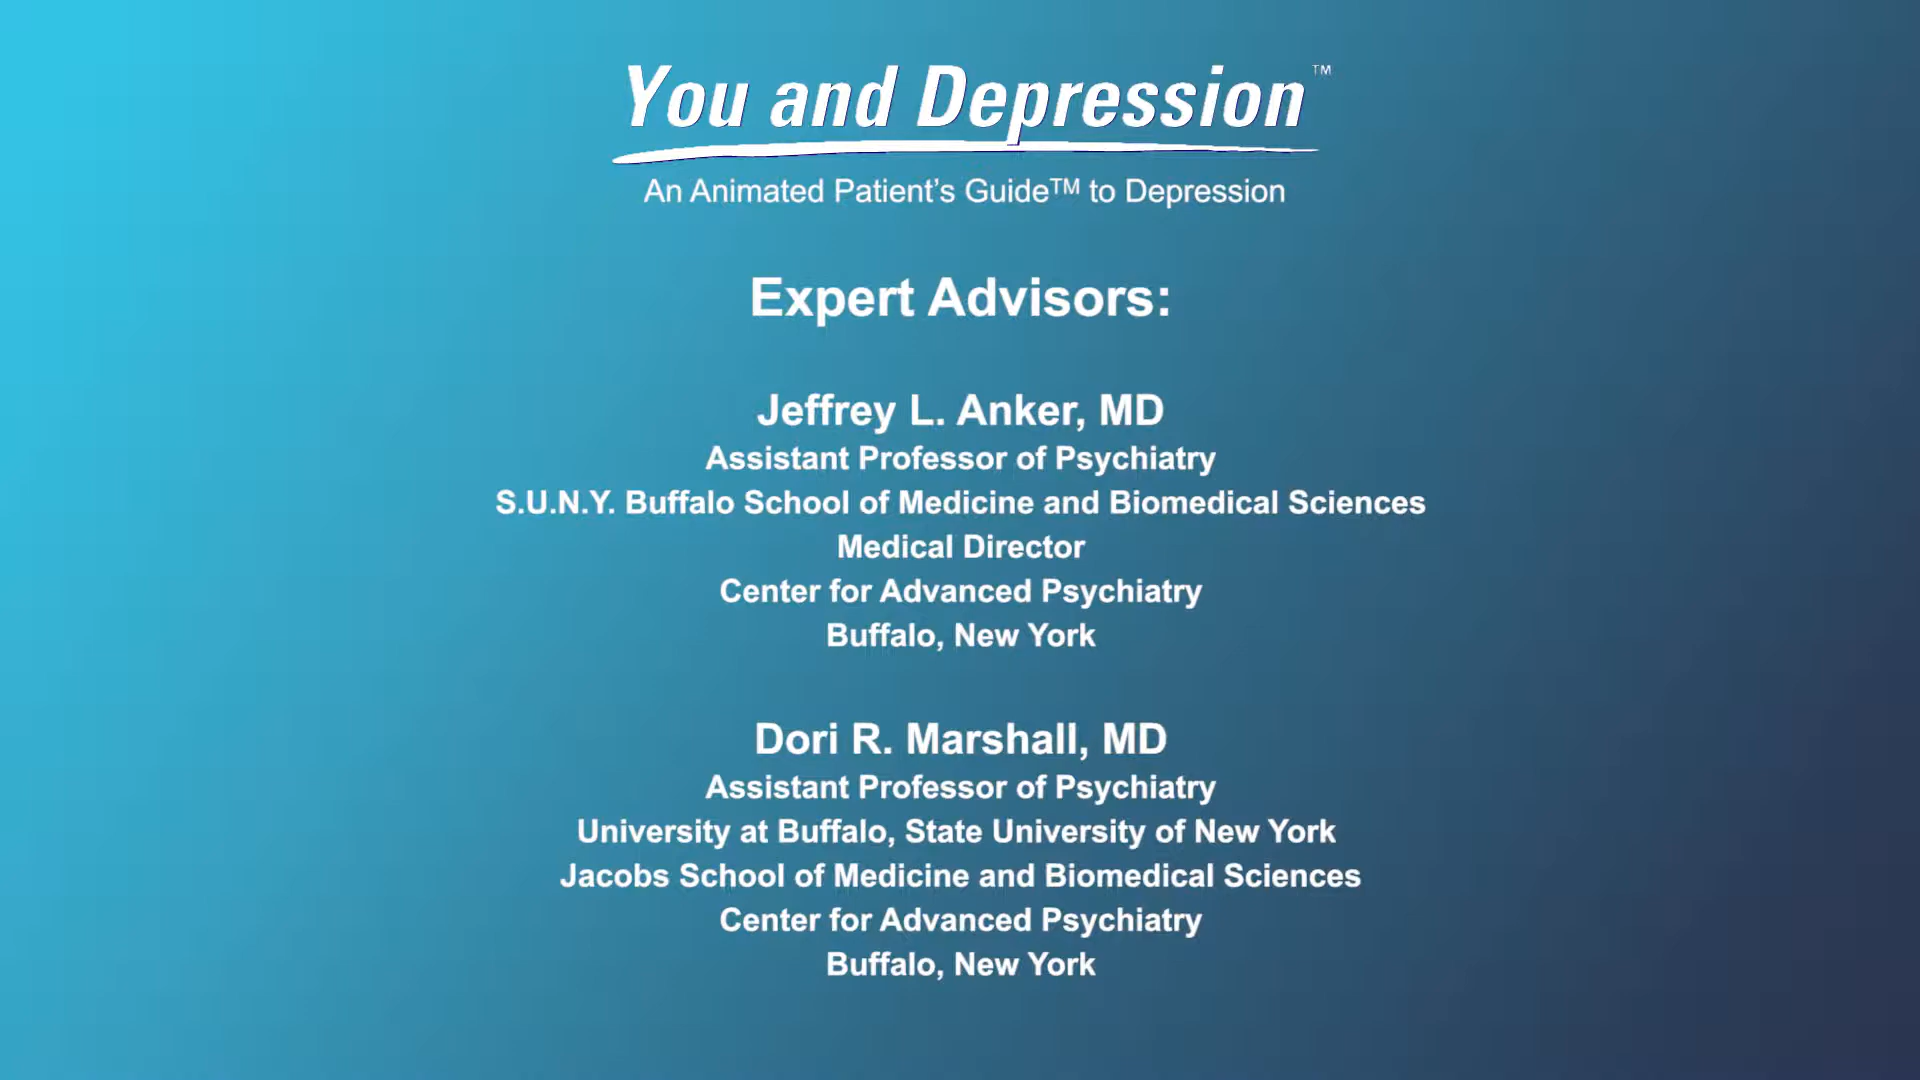 You and Depression™
An Animated Patient’s Guide™ to Depression
Expert Advisors:
Jeffrey L. Anker, MD
Assistant Professor of Psychiatry
S.U.N.Y. Buffalo School of Medicine and Biomedical Sciences
Medical Director
Center for Advanced Psychiatry
Buffalo, New York
Dori R. Marshall, MD
Assistant Professor of Psychiatry
University at Buffalo, State University of New York
Jacobs School of Medicine and Biomedical Sciences
Center for Advanced Psychiatry
Buffalo, New York